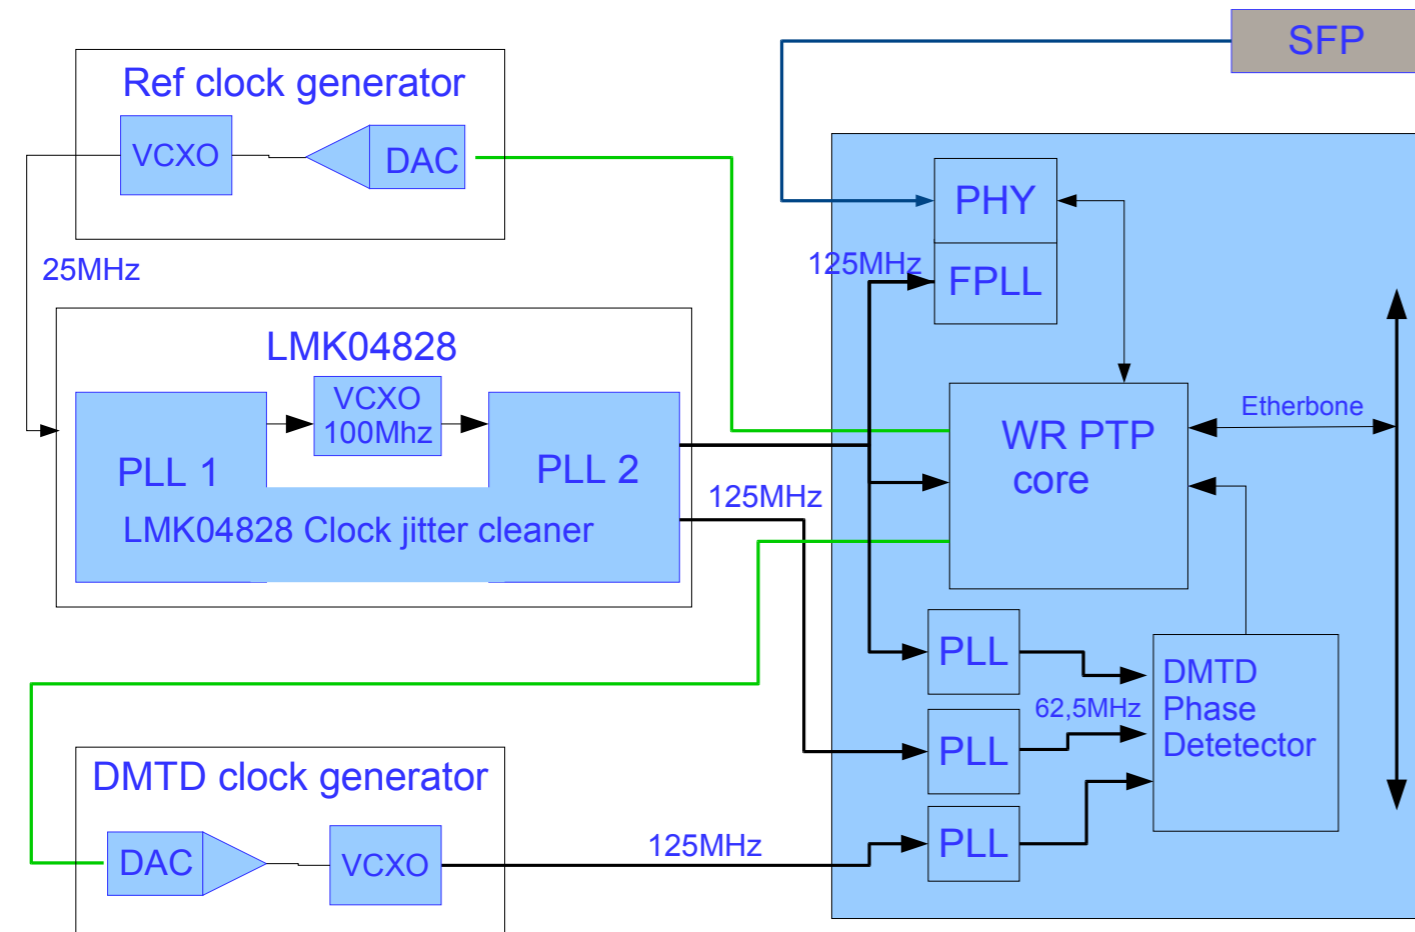 SFP
Ref clock generator
VCXO
DAC
25MHz
PHY
125MHz
FPLL
LMK04828
VCXO
100Mhz
PLL 1
PLL 2
LMK04828 Clock jitter cleaner
125MHz
WR PTP
core
Etherbone
PLL
DMTD
Phase
Detetector
62,5MHz
PLL
DMTD clock generator
DAC
VCXO
125MHz
PLL